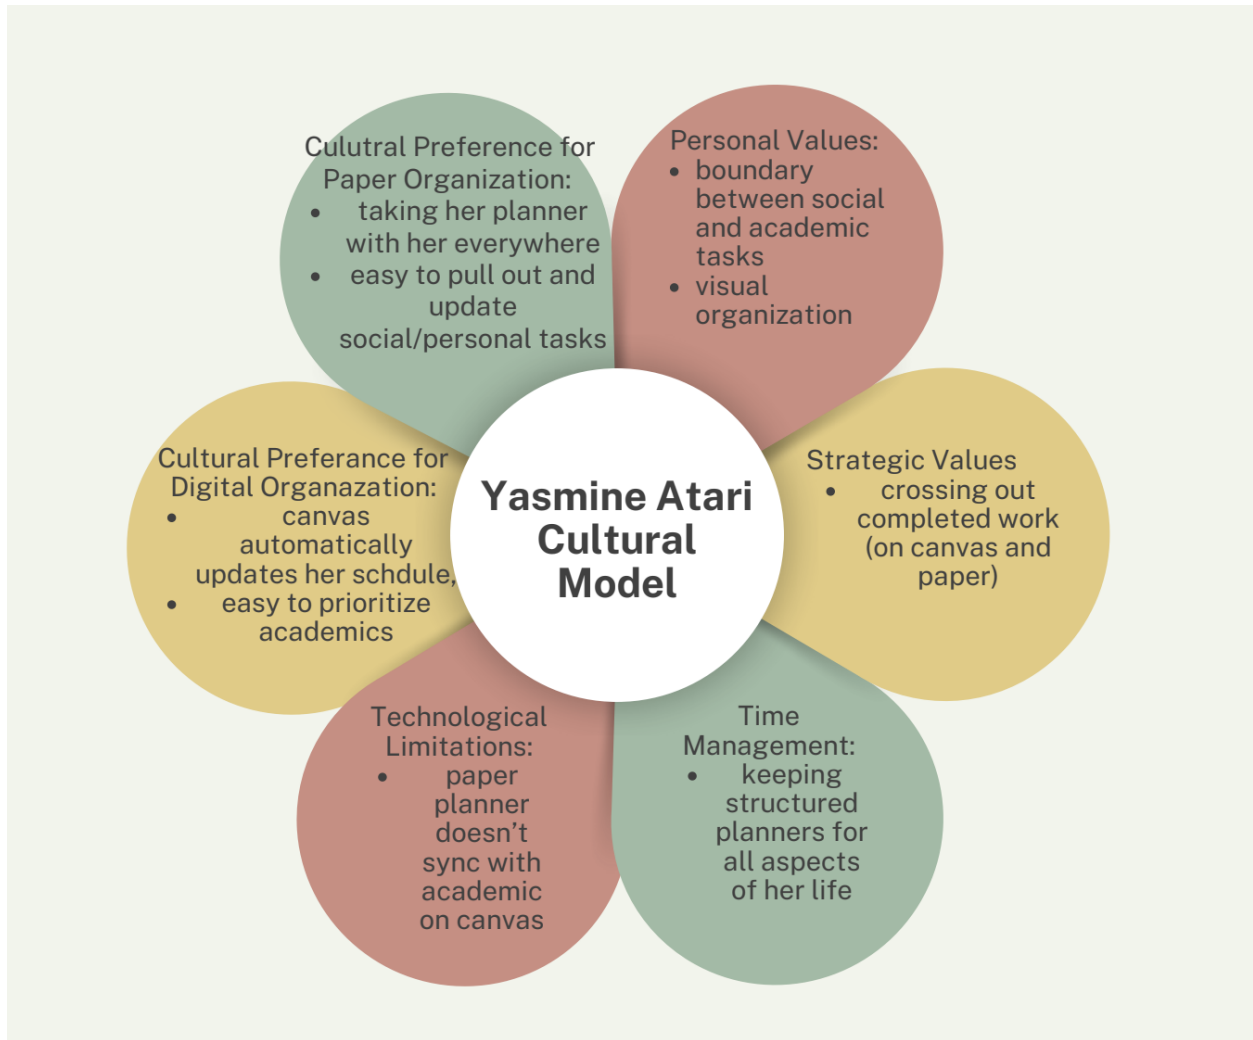 Culutral Preference for
Paper Organization:
• taking her planner
with her everywhere
• easy to pull out and
update
social/personal tasks
Personal Values:
• boundary
between social
and academic
tasks
• visual
organization
Cultural Preferance for
Digital Organazation:
• canvas
automatically
updates her schdule,
• easy to prioritize
academics
Yasmine Atari
Cultural
Model
Strategic Values
• crossing out
completed work
(on canvas and
paper)
Technological
Limitations:
• paper
planner
doesn’t
sync with
academic
on canvas
Time
Management:
• keeping
structured
planners for
all aspects
of her life